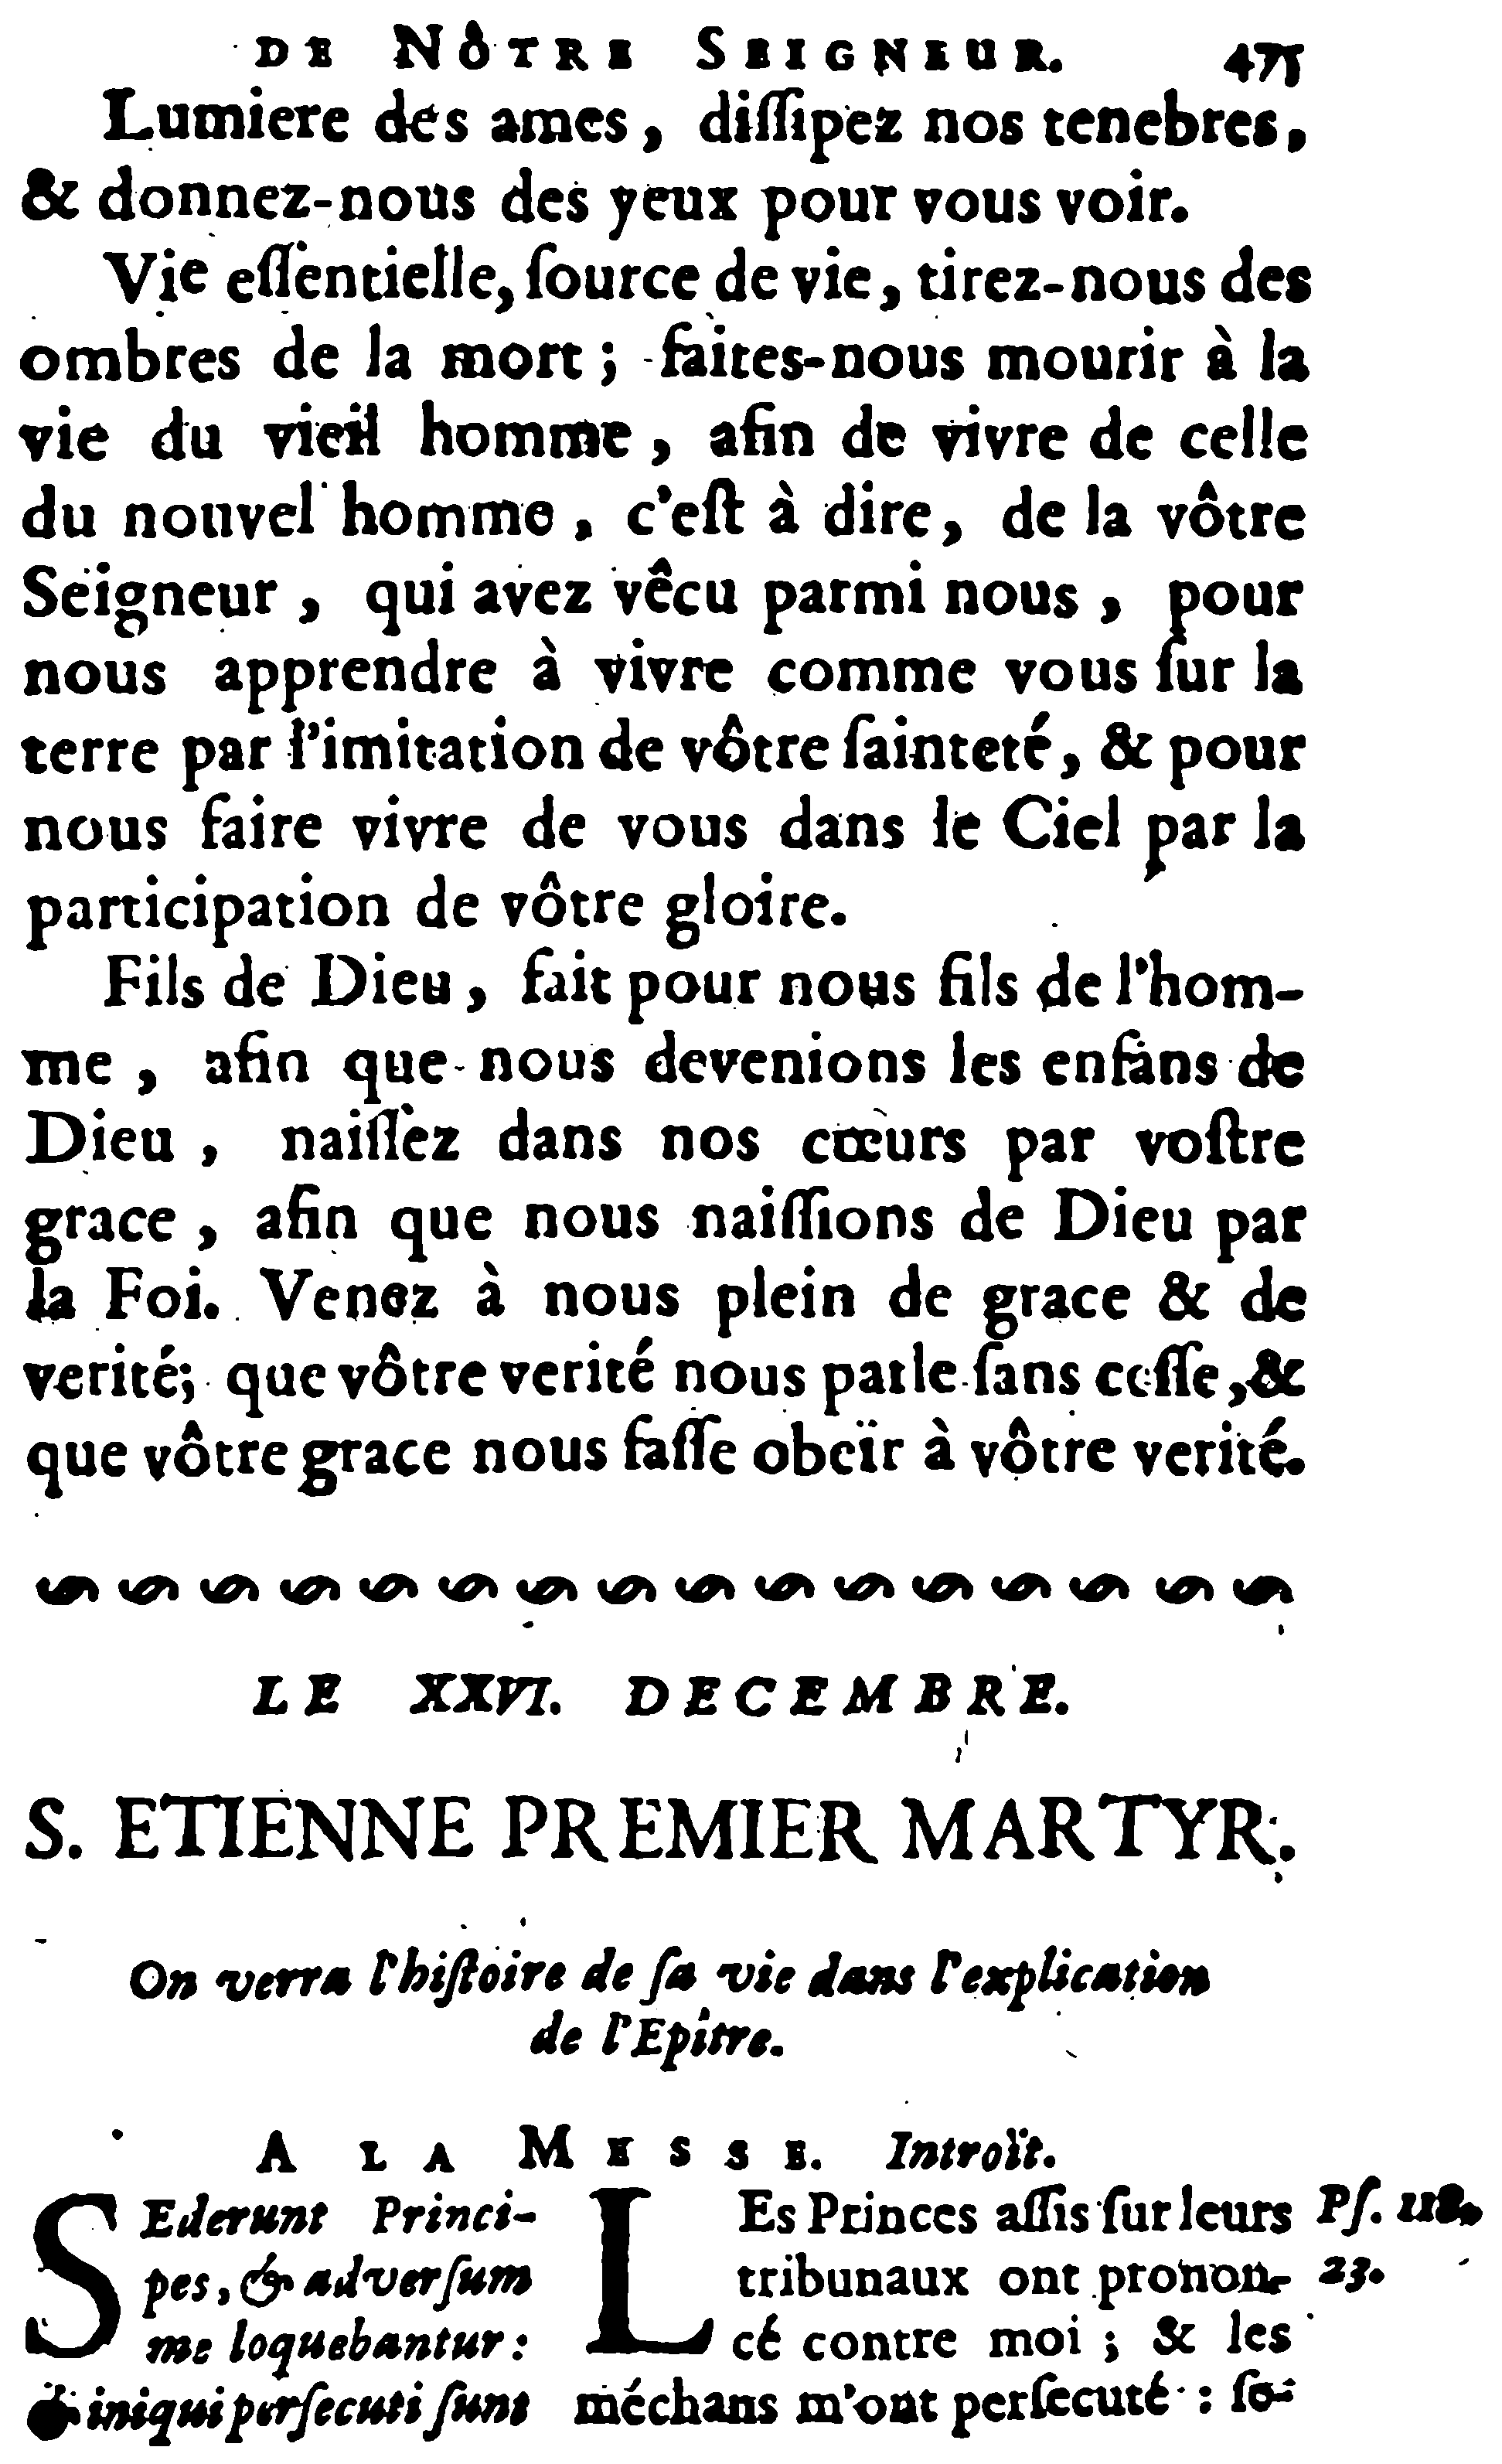 DE NÔTRE SEIGNEUR. 475
Lumiere des ames, diſſipez nos tenebres,
& donnez-nous des yeux pour vous voir.
Vie eſſentielle, ſource de vie, tirez-nous des
ombres de la mort ; faites-nous mourir à la
vie du vieil homme, afin de vivre de celle
du nouvel homme, c'eſt à dire, de la vôtre
Seigneur, qui avez vêcu parmi nous, pour
nous apprendre à vivre comme vous ſur la
terre par l'imitation de vôtre ſainteté, & pour
nous faire vivre de vous dans le Ciel par la
participation de vôtre gloire.
Fils de Dieu, fait pour nous fils de l'hom-
me, afin que nous devenions les enfans de
Dieu, naiſſez dans nos cœurs par voſtre
grace, afin que nous naiſſions de Dieu par
la Foi. Venez à nous plein de grace & de
verité; que vôtre verité nous parle ſans ceſſe, &
que vôtre grace nous faſſe obeïr à vôtre verité.
LE XXVI. DECEMBRE.
S. ETIENNE PREMIER MARTYR.
On verra l'hiſtoire de ſa vie dans l'explication
de l'Epître.
A LA MESSE. Introït.
SEderunt Princi-
pes, & adverſum
me loquebantur :
& iniqui perſecuti ſunt
LEs Princes aſſis ſur leurs
tribunaux ont pronon-
cé contre moi ; & les
méchans m'ont perſecuté : ſo-
Pſ. 118.
23.